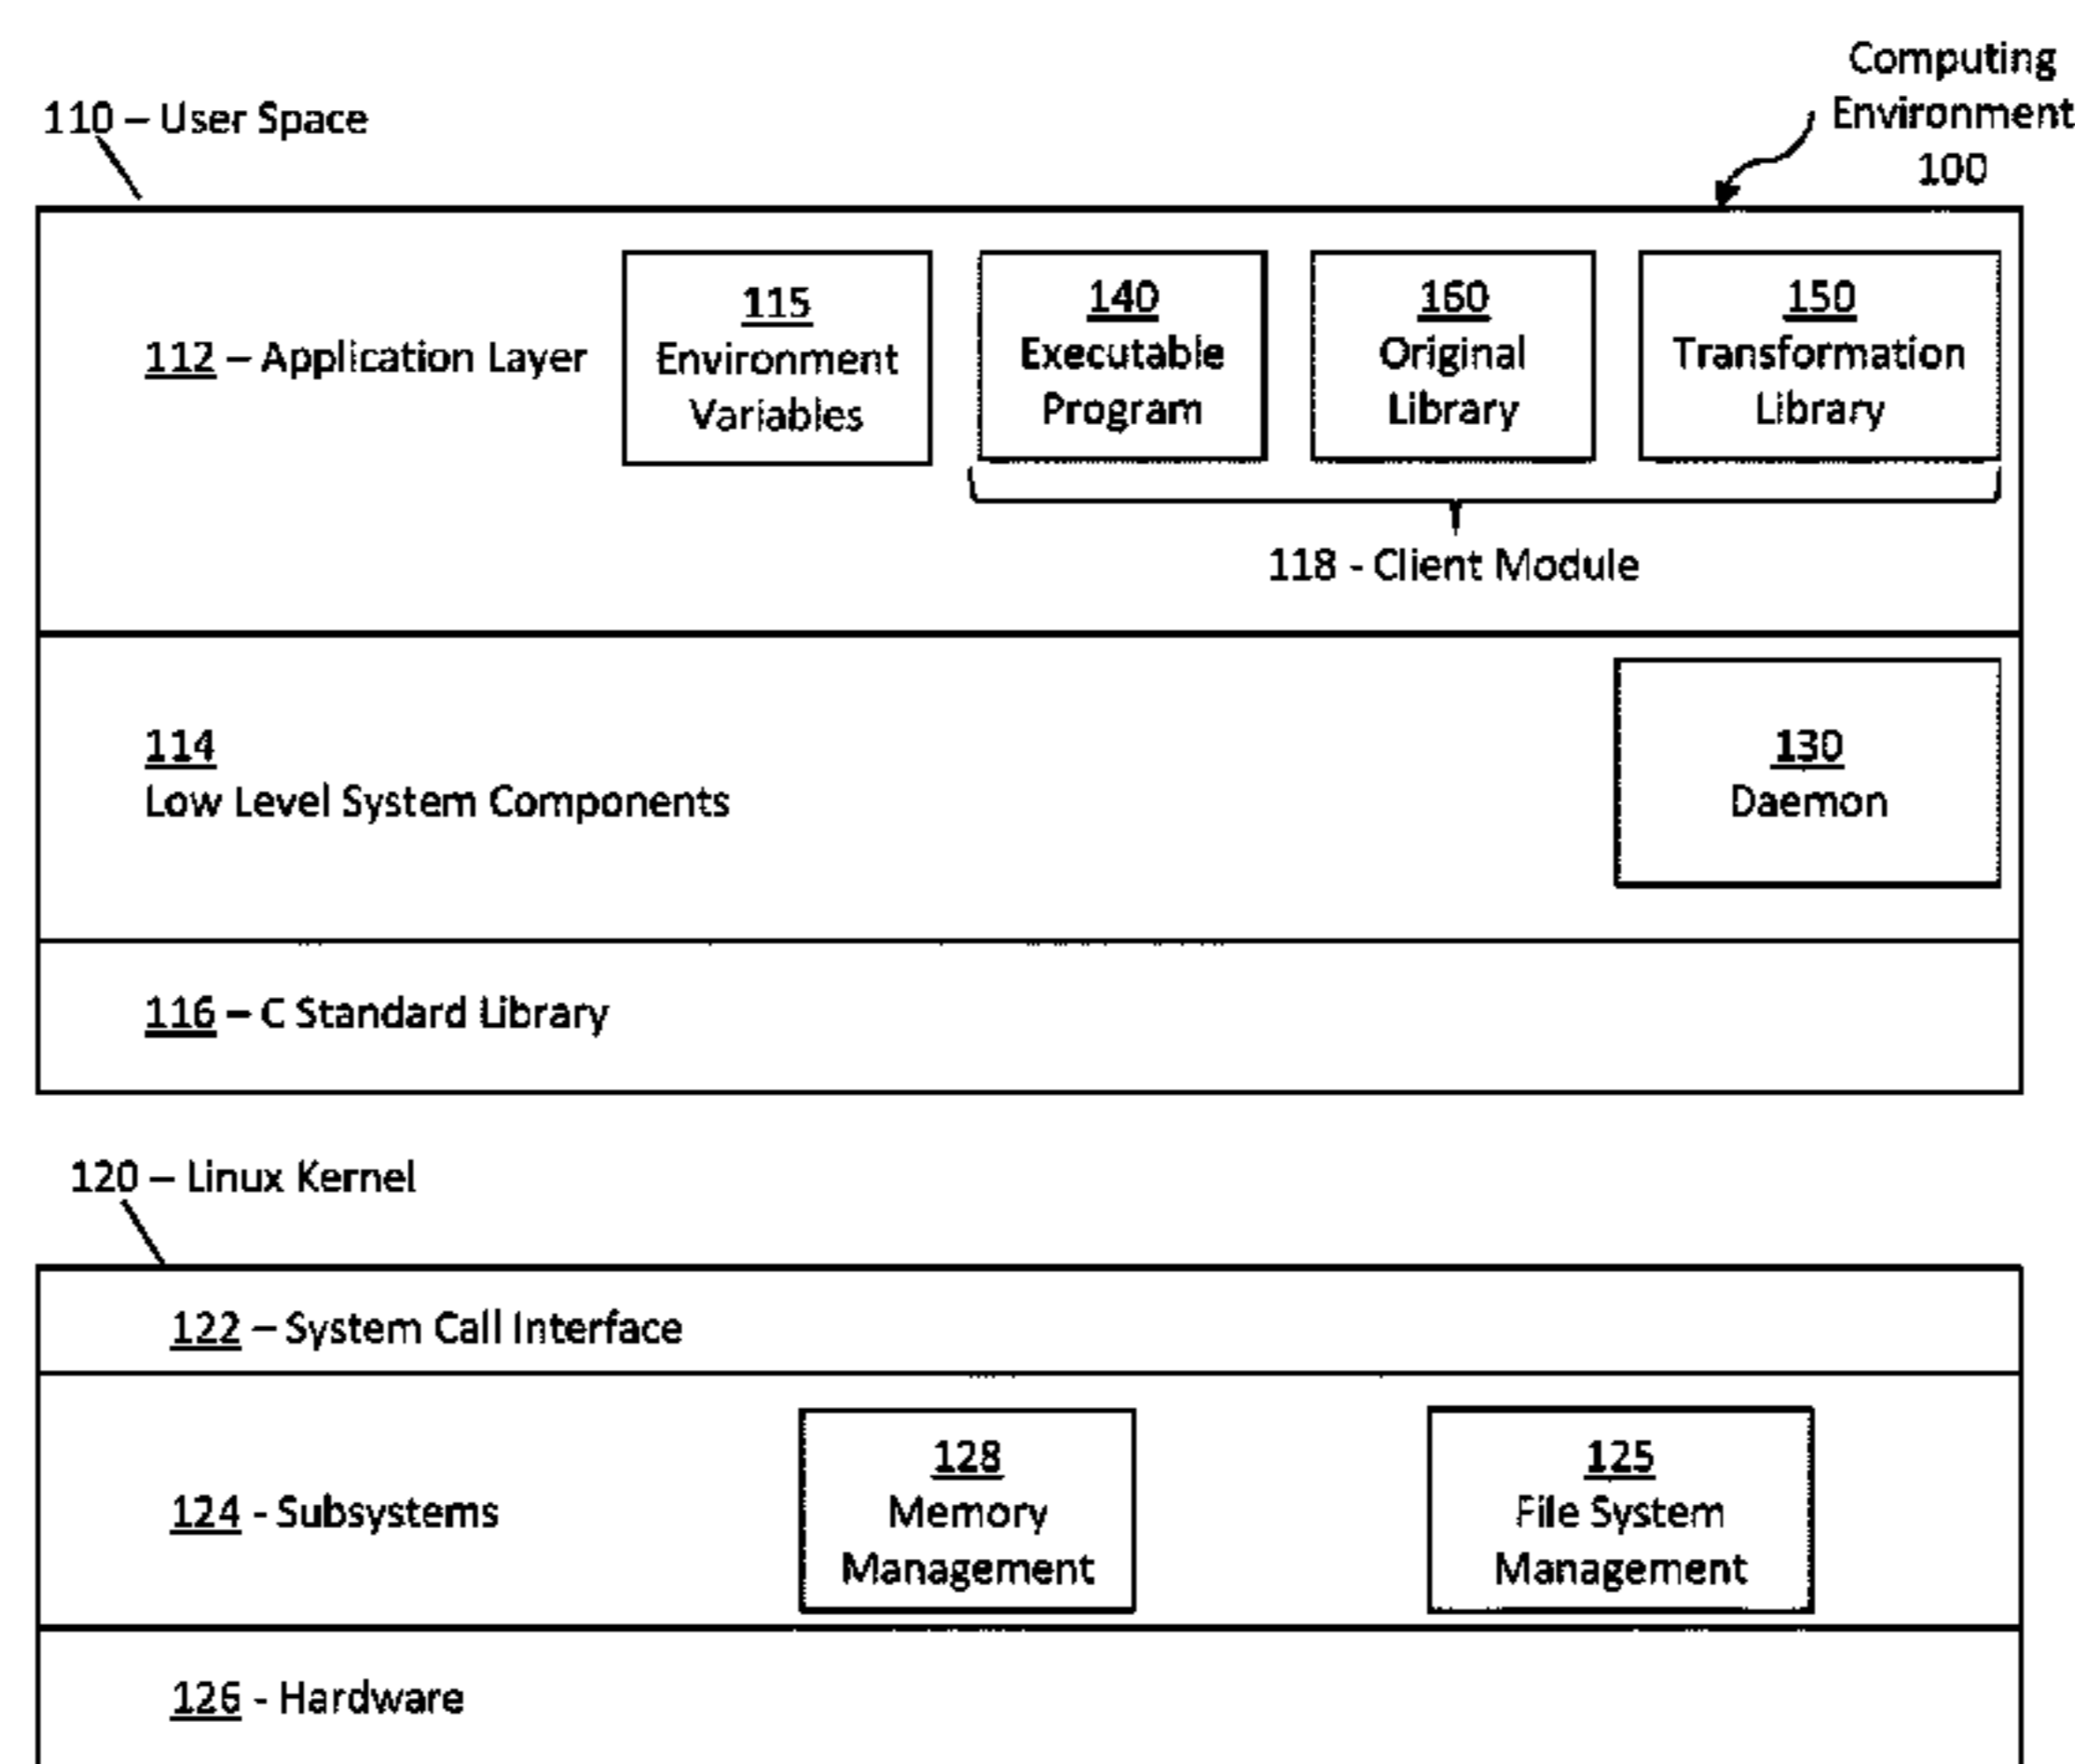 Computing
Environment
100
110 – User Space
112 – Application Layer
115
Environment
Variables
140
Executable
Program
160
Original
Library
150
Transformation
Library
118 - Client Module
114
Low Level System Components
130
Daemon
116 – C Standard Library
120 – Linux Kernel
122 – System Call Interface
124 - Subsystems
128
Memory
Management
125
File System
Management
126 - Hardware